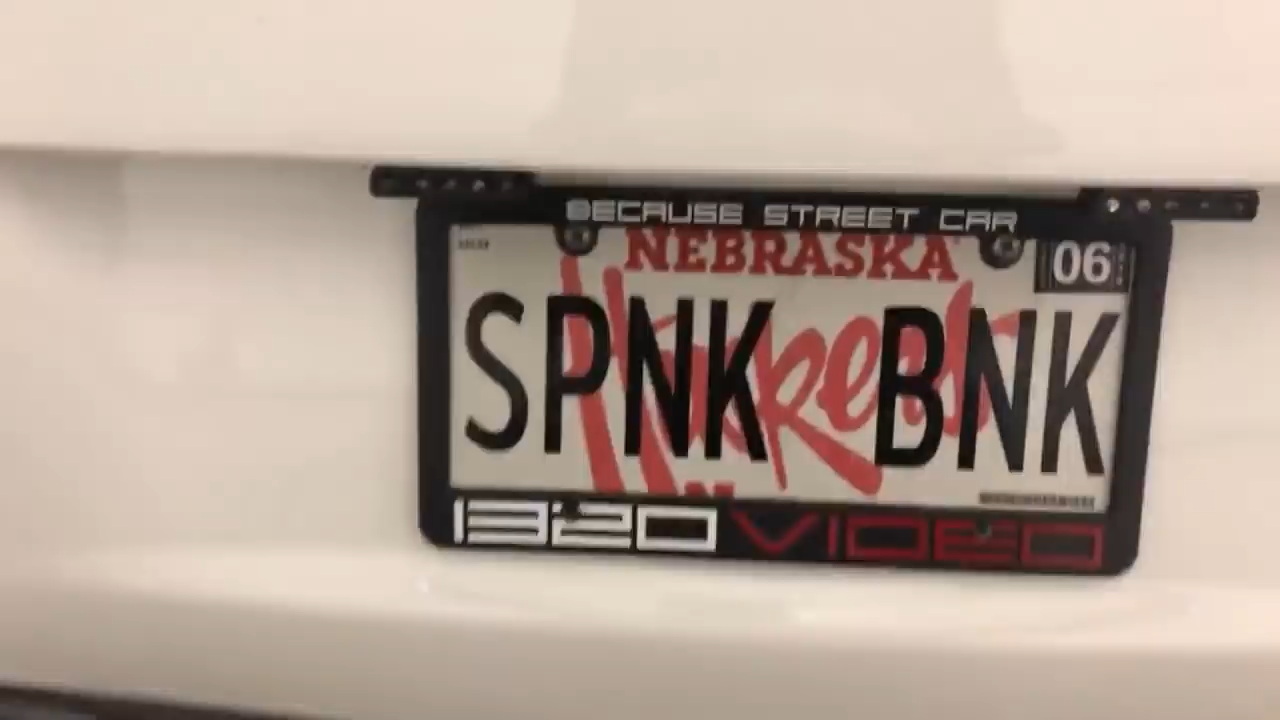 BECAUSE STREET CAR
NEBRASKA
06
Huskers
SPNK BNK
1320 VIDEO